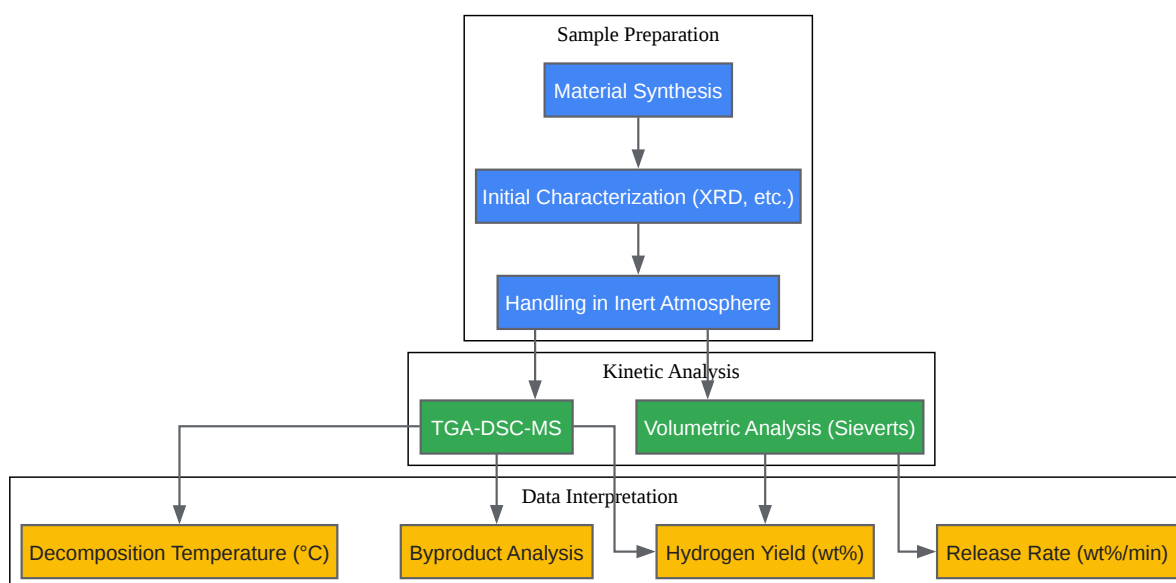 Sample Preparation
Material Synthesis
Initial Characterization (XRD, etc.)
Handling in Inert Atmosphere
Kinetic Analysis
TGA-DSC-MS
Volumetric Analysis (Sieverts)
Data Interpretation
Decomposition Temperature (°C)
Byproduct Analysis
Hydrogen Yield (wt%)
Release Rate (wt%/min)